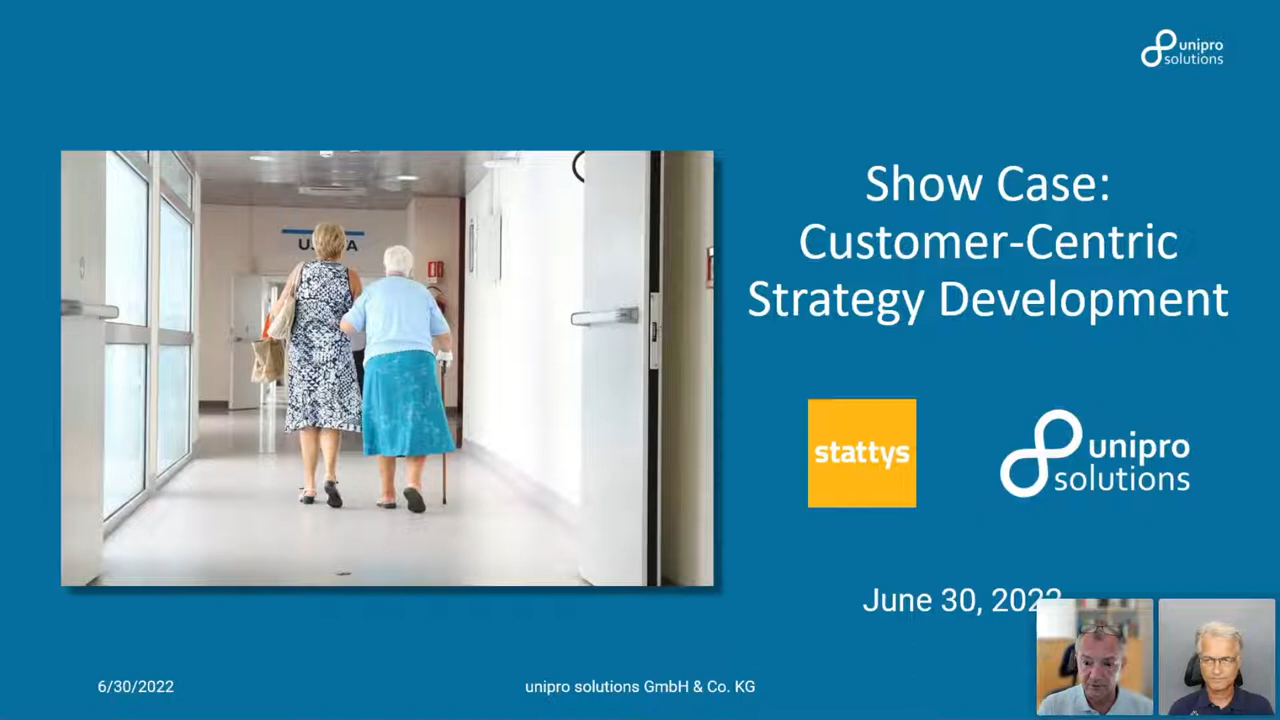 unipro
solutions
Show Case:
Customer-Centric
Strategy Development
stattys
unipro
solutions
June 30, 2022
6/30/2022
unipro solutions GmbH & Co. KG